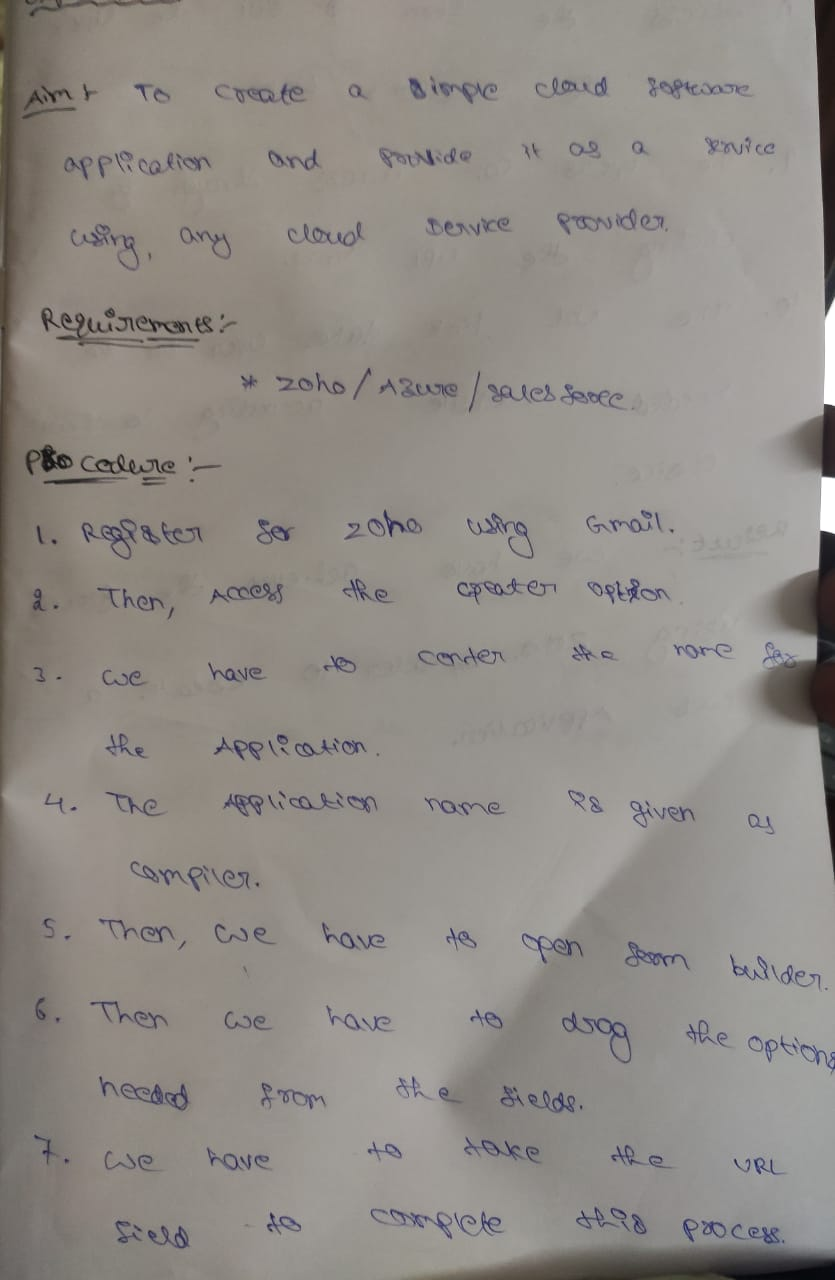 Aim :- To create a simple cloud software
application and provide it as a service
using, any cloud service provider.
Requirements:-
* Zoho / Azure / salesforce.
Procedure :-
1. Register for zoho using Gmail.
2. Then, Access the creater option.
3. We have to enter the name for
the Application.
4. The Application name is given as
compiler.
5. Then, we have to open form builder.
6. Then we have to drag the options
needed from the fields.
7. We have to take the URL
field to complete this process.